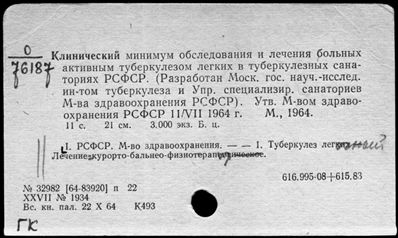 0
76187
Клинический минимум обследования и лечения больных
активным туберкулезом легких в туберкулезных сана-
ториях РСФСР. (Разработан Моск. гос. науч.-исслед.
ин-том туберкулеза и Упр. специализир. санаториев
М-ва здравоохранения РСФСР). Утв. М-вом здраво-
охранения РСФСР 11/VII 1964 г. М., 1964.
11 с. 21 см. 3.000 экз. Б. ц.
I. РСФСР. М-во здравоохранения. — — 1. Туберкулез
Лечение курорто-бальнео-физиотерапевтическое.
616.995-08+615.83
№ 32982 [64-83920] п 22
XXVII № 1934
Вс. кн. пал. 22 X 64 К493
ГК